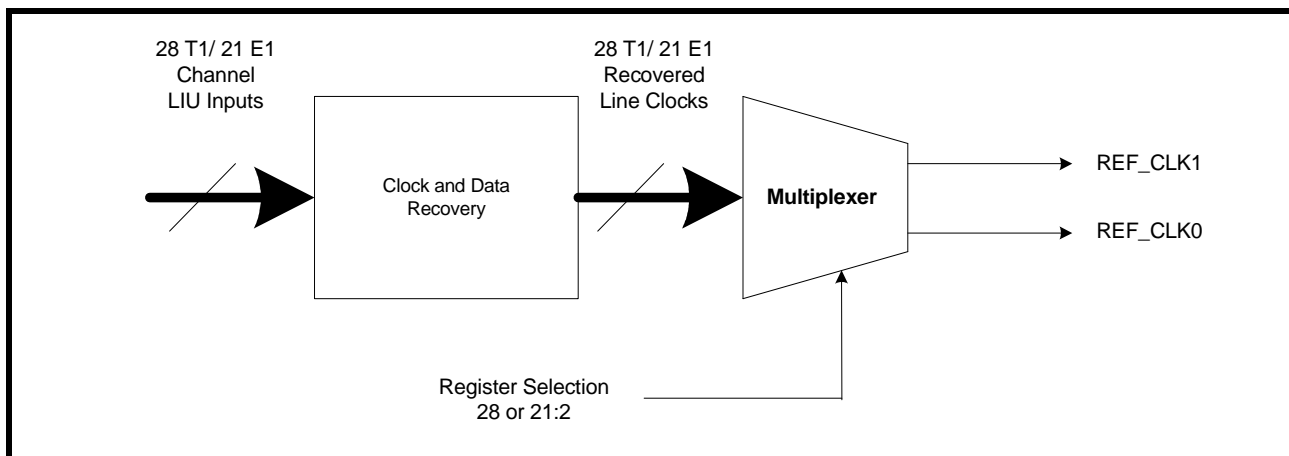 28 T1/ 21 E1
Channel
LIU Inputs
28 T1/ 21 E1
Recovered
Line Clocks
Clock and Data
Recovery
Multiplexer
REF_CLK1
REF_CLK0
Register Selection
28 or 21:2